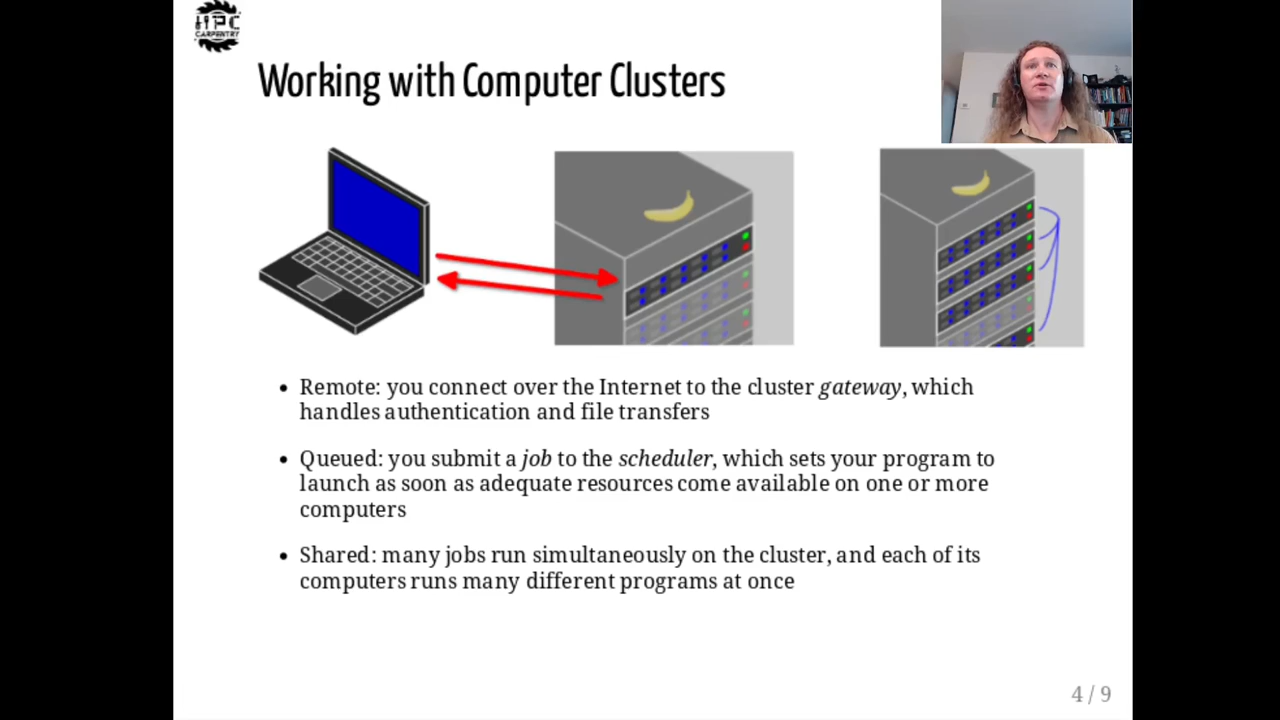 HPC
CARPENTRY
Working with Computer Clusters
• Remote: you connect over the Internet to the cluster gateway, which
handles authentication and file transfers
• Queued: you submit a job to the scheduler, which sets your program to
launch as soon as adequate resources come available on one or more
computers
• Shared: many jobs run simultaneously on the cluster, and each of its
computers runs many different programs at once
4 / 9